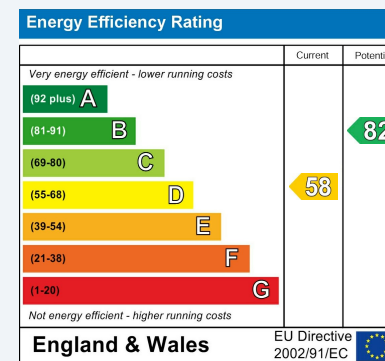 Energy Efficiency Rating
Current Potenti
Very energy efficient - lower running costs
(92 plus) A
(81-91) B 82
(69-80) C
(55-68) D 58
(39-54) E
(21-38) F
(1-20) G
Not energy efficient - higher running costs
England & Wales
EU Directive
2002/91/EC